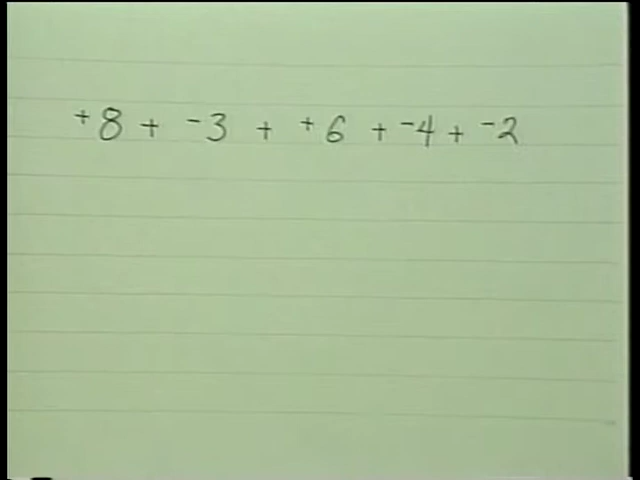 ⁺8 + ⁻3 + ⁺6 + ⁻4 + ⁻2